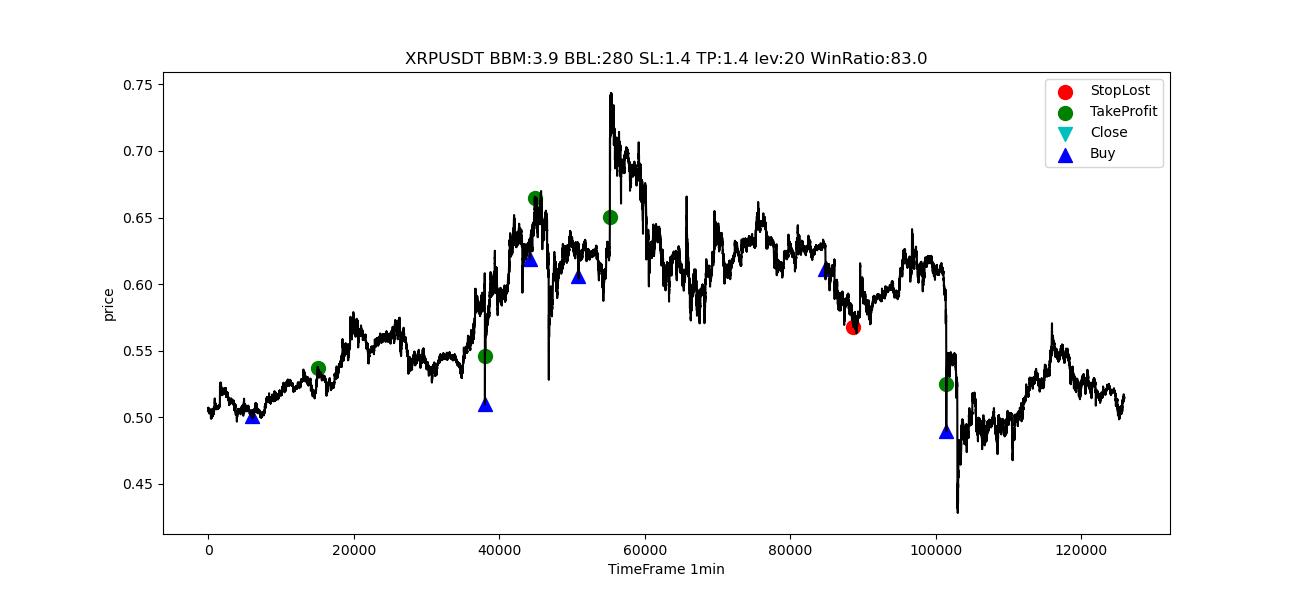 XRPUSDT BBM:3.9 BBL:280 SL:1.4 TP:1.4 lev:20 WinRatio:83.0
StopLost
TakeProfit
Close
Buy
0.75
0.70
0.65
0.60
0.55
0.50
0.45
price
0 20000 40000 60000 80000 100000 120000
TimeFrame 1min